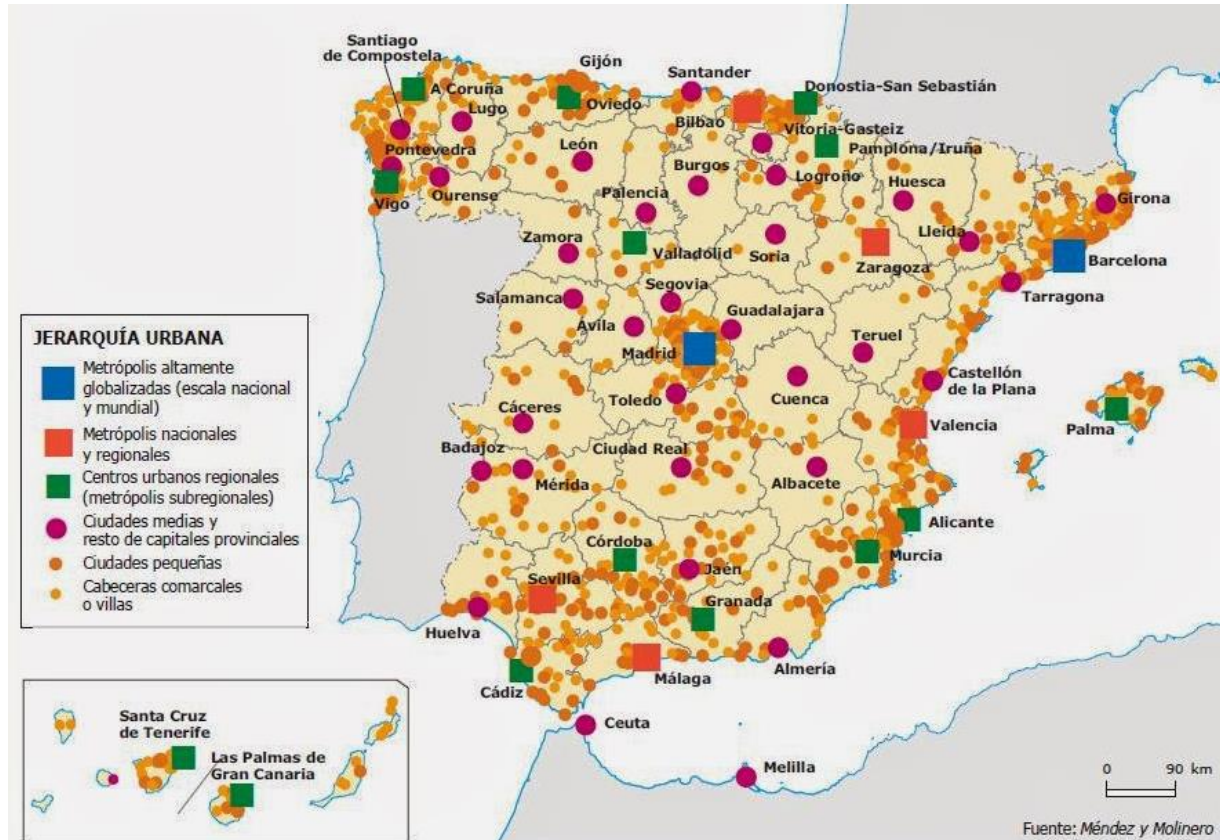 Santiago
de Compostela
Gijón
Santander
Donostia-San Sebastián
A Coruña
Lugo
Oviedo
Bilbao
Vitoria-Gasteiz
Pontevedra
León
Burgos
Pamplona/Iruña
Vigo
Ourense
Palencia
Logroño
Huesca
Girona
Zamora
Valladolid
Soria
Zaragoza
Lleida
Barcelona
Salamanca
Segovia
Guadalajara
Tarragona
Ávila
Madrid
Teruel
Castellón
de la Plana
Cáceres
Toledo
Cuenca
Palma
Badajoz
Ciudad Real
Valencia
Mérida
Albacete
Alicante
Córdoba
Murcia
Sevilla
Jaén
Granada
Huelva
Cádiz
Málaga
Almería
Ceuta
Melilla
JERARQUÍA URBANA
Metrópolis altamente
globalizadas (escala nacional
y mundial)
Metrópolis nacionales
y regionales
Centros urbanos regionales
(metrópolis subregionales)
Ciudades medias y
resto de capitales provinciales
Ciudades pequeñas
Cabeceras comarcales
o villas
Santa Cruz
de Tenerife
Las Palmas de
Gran Canaria
0 90 km
Fuente: Méndez y Molinero